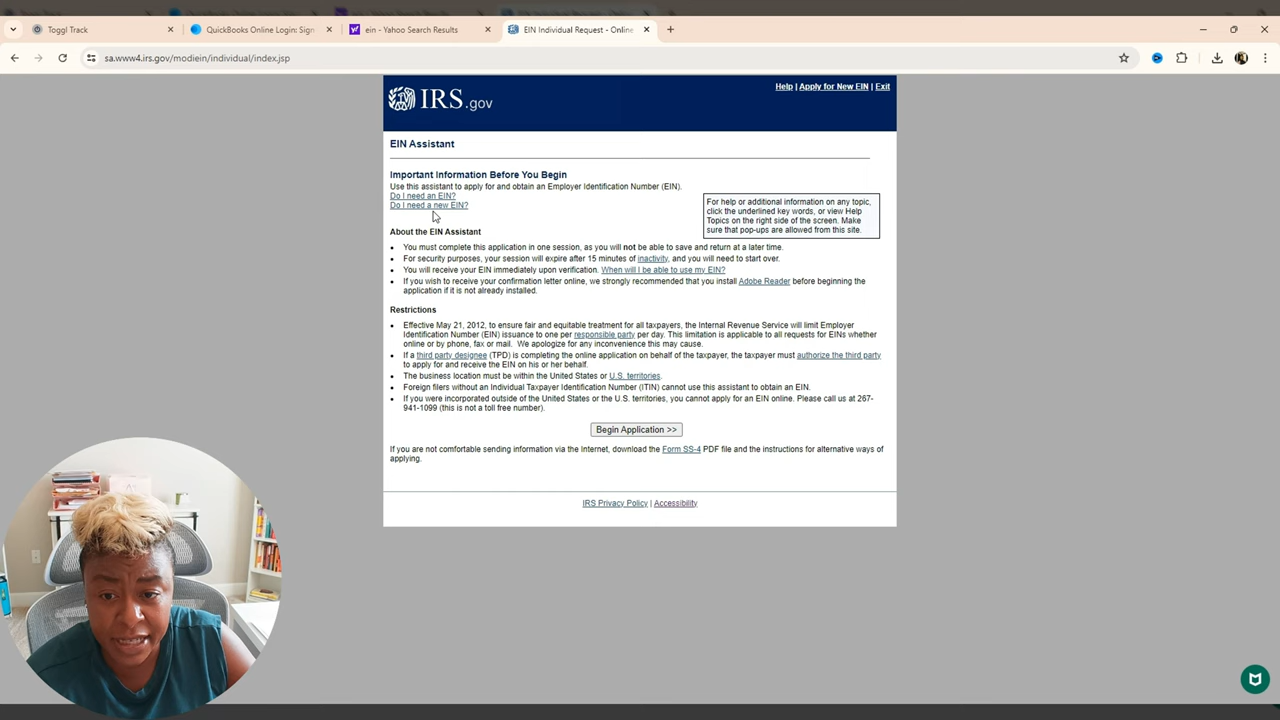 Toggl Track
QuickBooks Online Login: Sign
ein - Yahoo Search Results
EIN Individual Request - Online
sa.www4.irs.gov/modiein/individual/index.jsp
IRS.gov
Help | Apply for New EIN | Exit
EIN Assistant
Important Information Before You Begin
Use this assistant to apply for and obtain an Employer Identification Number (EIN).
Do I need an EIN?
Do I need a new EIN?
For help or additional information on any topic,
click the underlined key words, or view Help
Topics on the right side of the screen. Make
sure that pop-ups are allowed from this site.
About the EIN Assistant
You must complete this application in one session, as you will not be able to save and return at a later time.
For security purposes, your session will expire after 15 minutes of inactivity, and you will need to start over.
You will receive your EIN immediately upon verification. When will I be able to use my EIN?
If you wish to receive your confirmation letter online, we strongly recommended that you install Adobe Reader before beginning the
application if it is not already installed.
Restrictions
Effective May 21, 2012, to ensure fair and equitable treatment for all taxpayers, the Internal Revenue Service will limit Employer
Identification Number (EIN) issuance to one per responsible party per day. This limitation is applicable to all requests for EINs whether
online or by phone, fax or mail. We apologize for any inconvenience this may cause.
If a third party designee (TPD) is completing the online application on behalf of the taxpayer, the taxpayer must authorize the third party
to apply for and receive the EIN on his or her behalf.
The business location must be within the United States or U.S. territories.
Foreign filers without an Individual Taxpayer Identification Number (ITIN) cannot use this assistant to obtain an EIN.
If you were incorporated outside of the United States or the U.S. territories, you cannot apply for an EIN online. Please call us at 267-
941-1099 (this is not a toll free number).
Begin Application >>
If you are not comfortable sending information via the Internet, download the Form SS-4 PDF file and the instructions for alternative ways of
applying.
IRS Privacy Policy | Accessibility